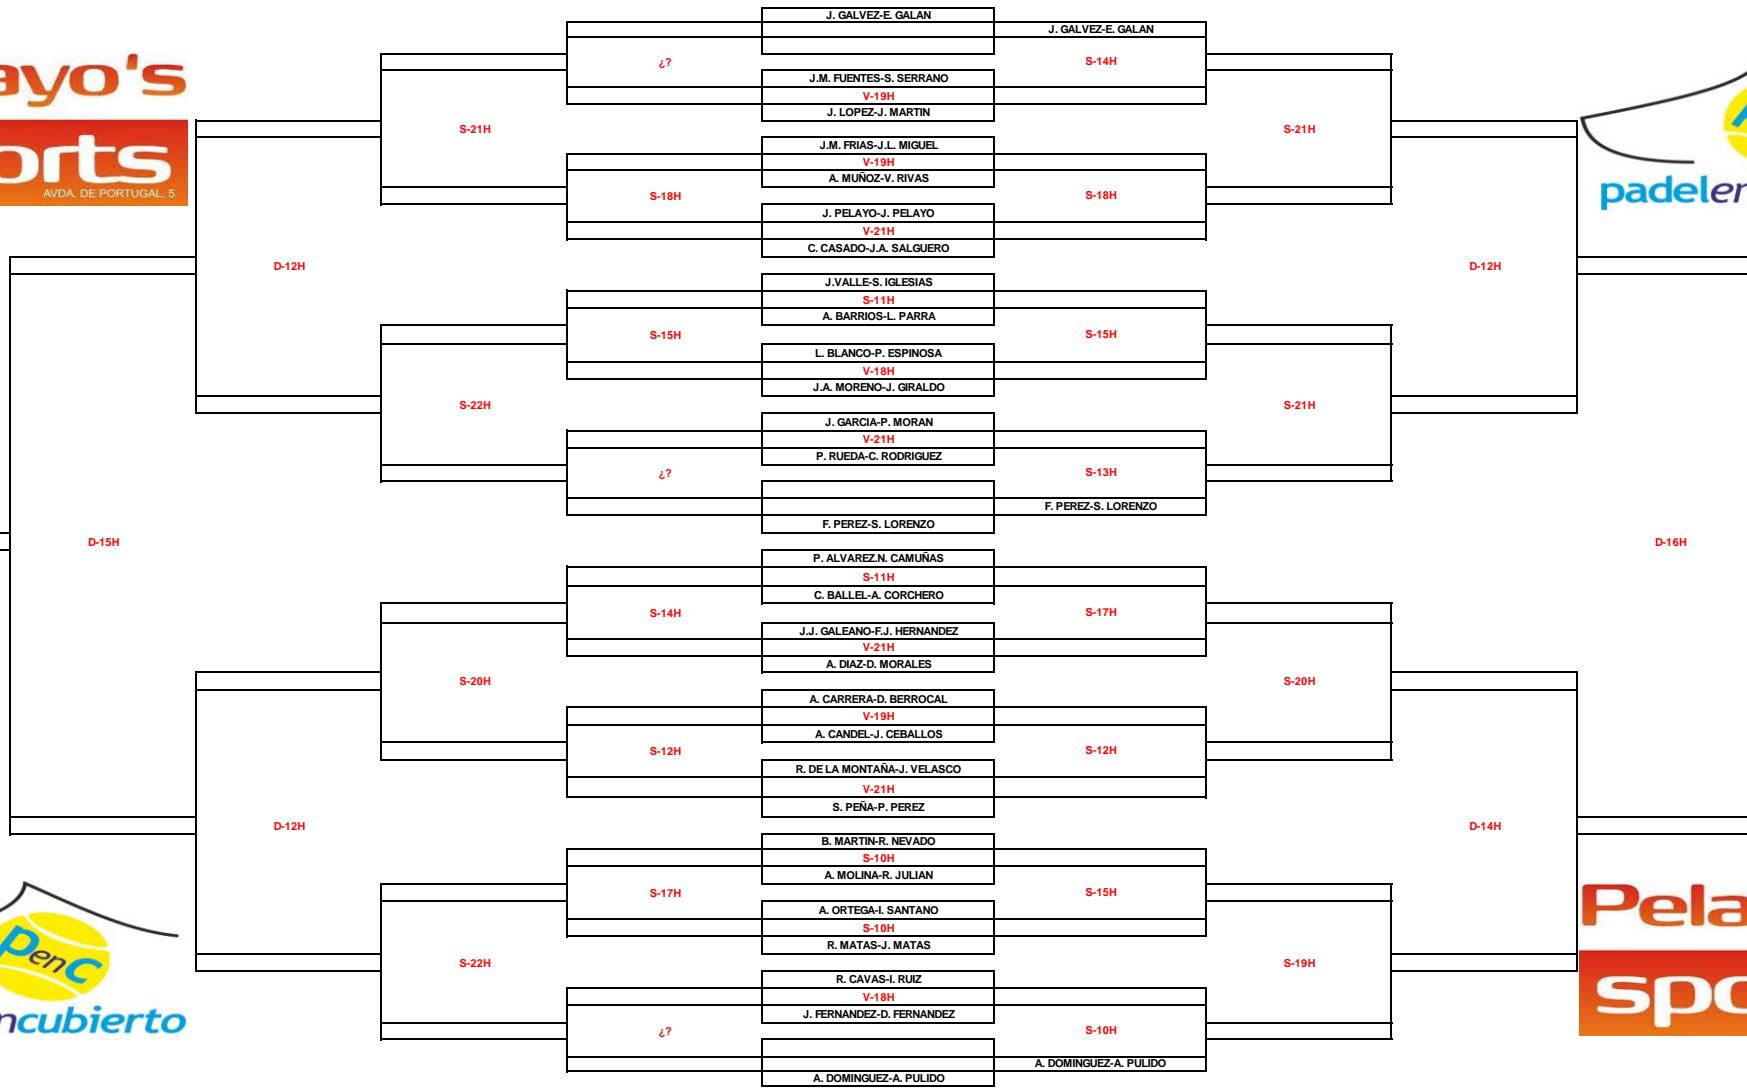 J. GALVEZ-E. GALAN
J. GALVEZ-E. GALAN
¿?
S-14H
J.M. FUENTES-S. SERRANO
V-19H
J. LOPEZ-J. MARTIN
S-21H
S-21H
J.M. FRIAS-J.L. MIGUEL
V-19H
A. MUÑOZ-V. RIVAS
S-18H
S-18H
J. PELAYO-J. PELAYO
V-21H
C. CASADO-J.A. SALGUERO
D-12H
D-12H
J.VALLE-S. IGLESIAS
S-11H
A. BARRIOS-L. PARRA
S-15H
S-15H
L. BLANCO-P. ESPINOSA
V-18H
J.A. MORENO-J. GIRALDO
S-22H
S-21H
J. GARCIA-P. MORAN
V-21H
P. RUEDA-C. RODRIGUEZ
¿?
S-13H
F. PEREZ-S. LORENZO
F. PEREZ-S. LORENZO
D-15H
D-16H
P. ALVAREZ.N. CAMUÑAS
S-11H
C. BALLEL-A. CORCHERO
S-14H
S-17H
J.J. GALEANO-F.J. HERNANDEZ
V-21H
A. DIAZ-D. MORALES
S-20H
S-20H
A. CARRERA-D. BERROCAL
V-19H
A. CANDEL-J. CEBALLOS
S-12H
S-12H
R. DE LA MONTAÑA-J. VELASCO
V-21H
S. PEÑA-P. PEREZ
D-12H
D-14H
B. MARTIN-R. NEVADO
S-10H
A. MOLINA-R. JULIAN
S-17H
S-15H
A. ORTEGA-I. SANTANO
S-10H
R. MATAS-J. MATAS
S-22H
S-19H
R. CAVAS-I. RUIZ
V-18H
J. FERNANDEZ-D. FERNANDEZ
¿?
S-10H
A. DOMINGUEZ-A. PULIDO
A. DOMINGUEZ-A. PULIDO
ayo's
orts
AVDA. DE PORTUGAL, 5
padelen
PenC
ncubierto
Pela
spo